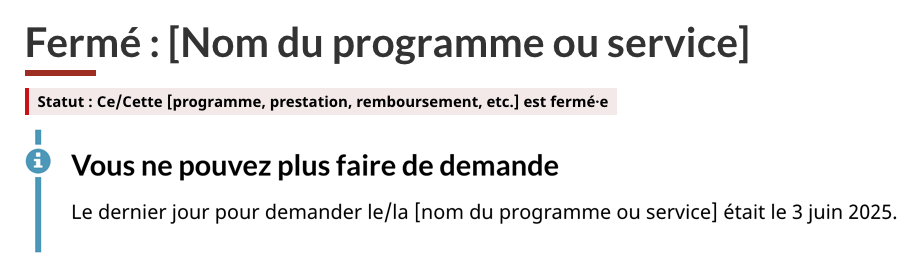 Fermé : [Nom du programme ou service]
Statut : Ce/Cette [programme, prestation, remboursement, etc.] est fermé·e
Vous ne pouvez plus faire de demande
Le dernier jour pour demander le/la [nom du programme ou service] était le 3 juin 2025.